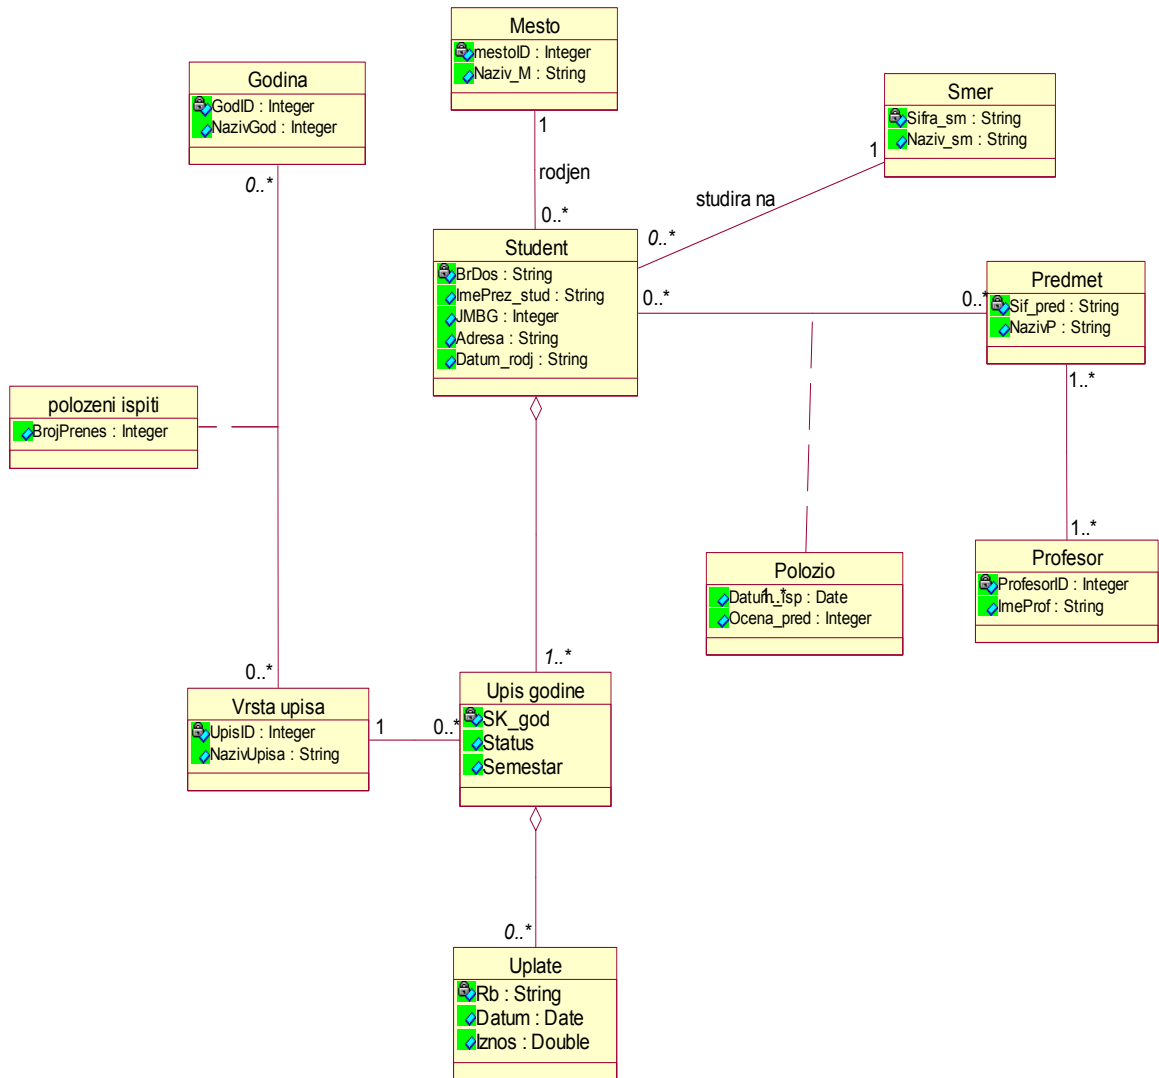 Mesto
mestoID : Integer
Naziv_M : String
1
rodjen
0..*
Godina
GodID : Integer
NazivGod : Integer
0..*
Smer
Sifra_sm : String
Naziv_sm : String
1
studira na
0..*
Student
BrDos : String
ImePrez_stud : String
JMBG : Integer
Adresa : String
Datum_rodj : String
0..*
0..*
Predmet
Sif_pred : String
NazivP : String
1..*
polozeni ispiti
BrojPrenes : Integer
1..*
Profesor
ProfesorID : Integer
ImeProf : String
Polozio
Datum_isp : Date
1..*
Ocena_pred : Integer
0..*
Vrsta upisa
UpisID : Integer
NazivUpisa : String
1
0..*
1..*
Upis godine
SK_god
Status
Semestar
0..*
Uplate
Rb : String
Datum : Date
Iznos : Double